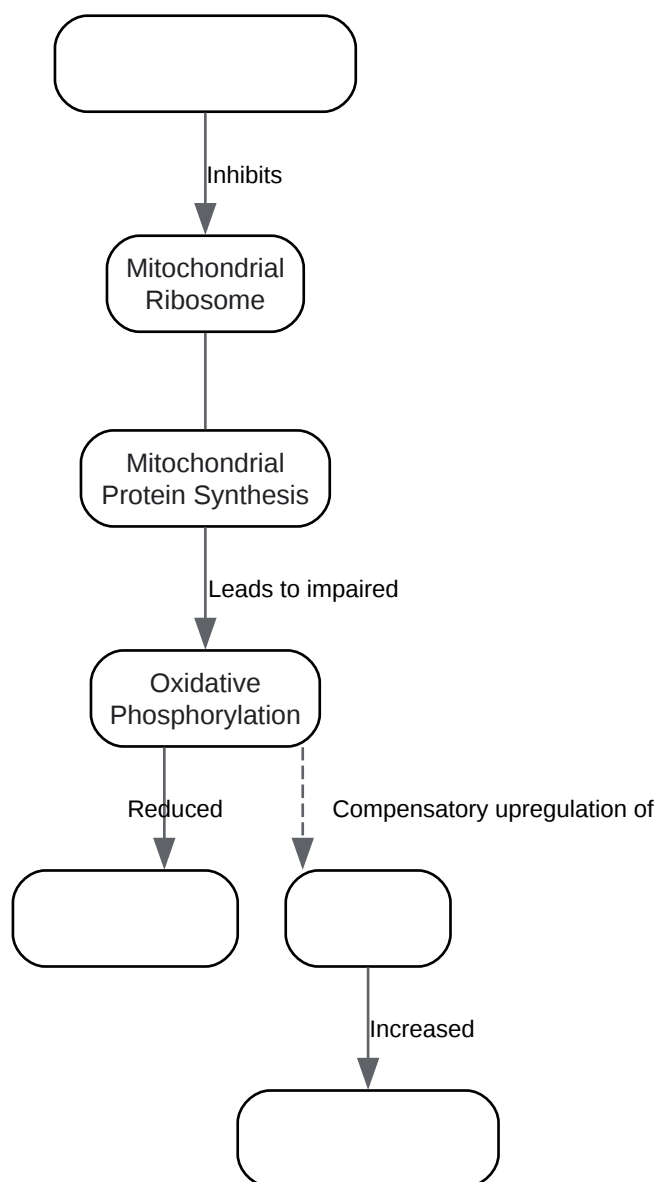 Inhibits
Mitochondrial
Ribosome
Mitochondrial
Protein Synthesis
Leads to impaired
Oxidative
Phosphorylation
Reduced
Compensatory upregulation of
Increased